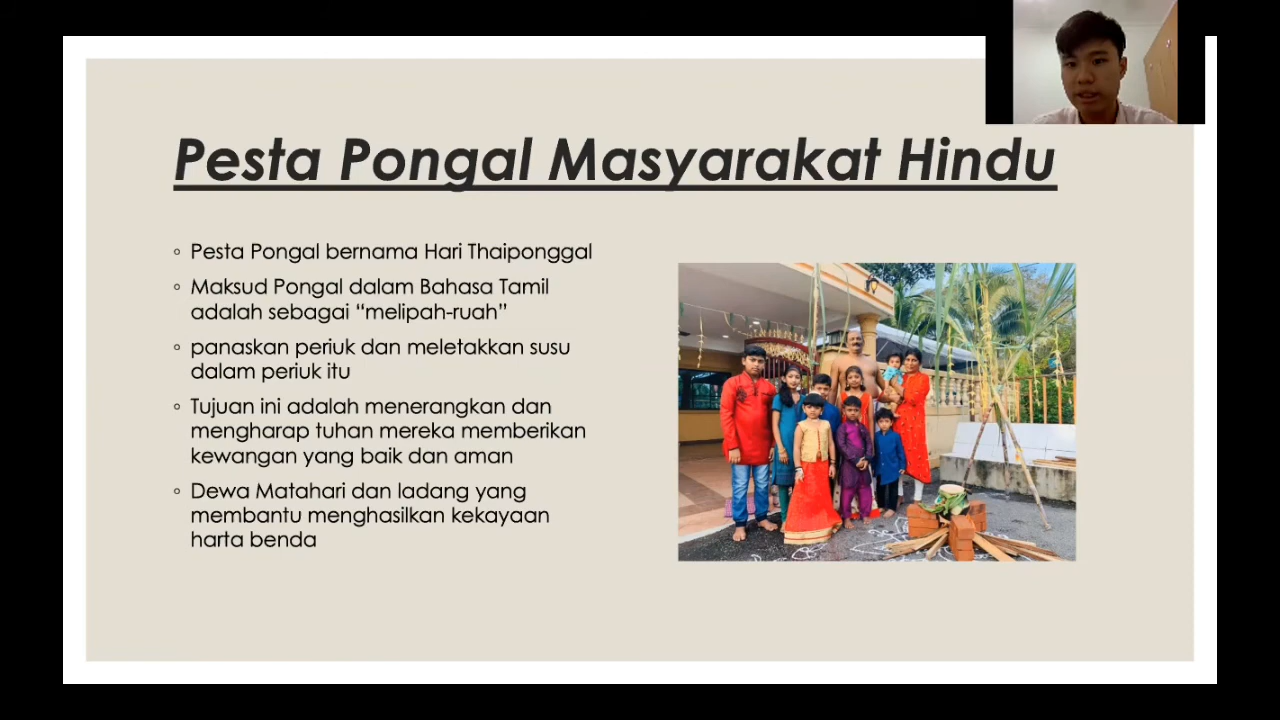 Pesta Pongal Masyarakat Hindu
◦ Pesta Pongal bernama Hari Thaiponggal
◦ Maksud Pongal dalam Bahasa Tamil
adalah sebagai “melipah-ruah”
◦ panaskan periuk dan meletakkan susu
dalam periuk itu
◦ Tujuan ini adalah menerangkan dan
mengharap tuhan mereka memberikan
kewangan yang baik dan aman
◦ Dewa Matahari dan ladang yang
membantu menghasilkan kekayaan
harta benda